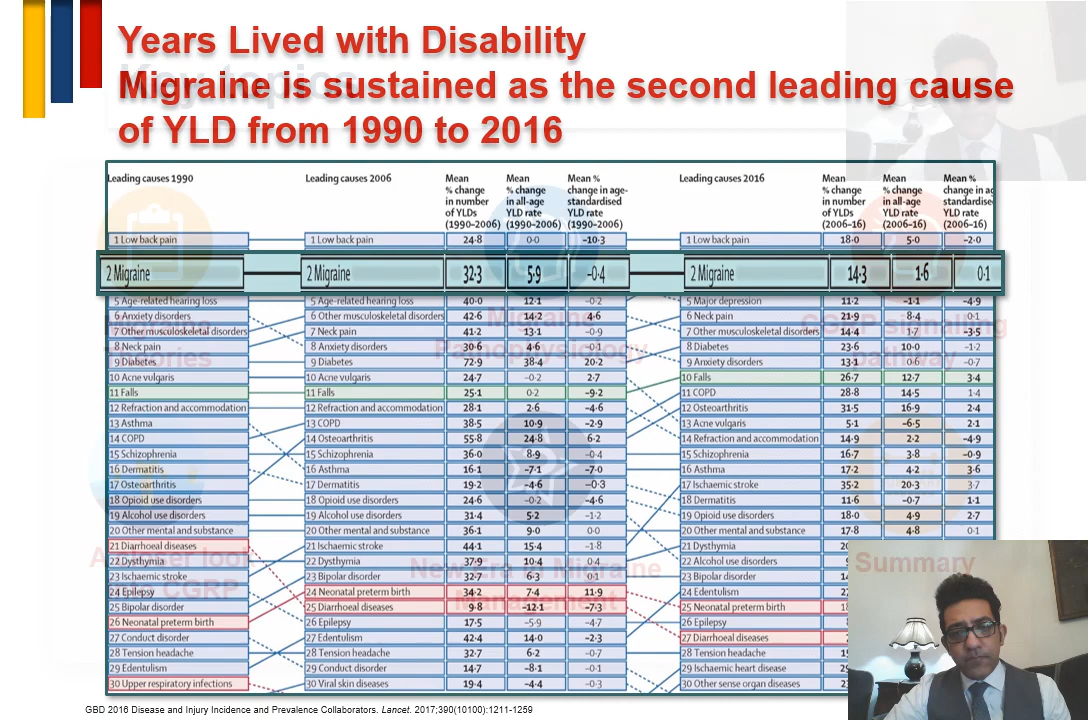 Years Lived with Disability
Migraine is sustained as the second leading cause
of YLD from 1990 to 2016
Leading causes 1990 Leading causes 2006 Mean % change in number of YLDs (1990–2006) Mean % change in all-age YLD rate (1990–2006) Mean % change in age-standardised YLD rate (1990–2006) Leading causes 2016 Mean % change in number of YLDs (2006–16) Mean % change in all-age YLD rate (2006–16) Mean % change in ag standardised YLD rate (2006–16)
1 Low back pain 1 Low back pain 24·8 0·0 –10·3 1 Low back pain 18·0 5·0 –2·0
2 Migraine 2 Migraine 32·3 5·9 –0·4 2 Migraine 14·3 1·6 0·1
5 Age-related hearing loss 5 Age-related hearing loss 40·0 12·1 –0·2 5 Major depression 11·2 –1·1 –4·9
6 Anxiety disorders 6 Other musculoskeletal disorders 42·6 14·2 4·6 6 Neck pain 21·9 8·4 0·1
7 Other musculoskeletal disorders 7 Neck pain 41·2 13·1 –0·9 7 Other musculoskeletal disorders 14·4 1·7 –3·5
8 Neck pain 8 Anxiety disorders 30·6 4·6 –0·1 8 Diabetes 23·6 10·0 –1·2
9 Diabetes 9 Diabetes 72·9 38·4 20·2 9 Anxiety disorders 13·1 0·6 –0·7
10 Acne vulgaris 10 Acne vulgaris 24·7 –0·2 2·7 10 Falls 26·7 12·7 3·4
11 Falls 11 Falls 25·1 0·2 –9·2 11 COPD 28·8 14·5 1·4
12 Refraction and accommodation 12 Refraction and accommodation 28·1 2·6 –4·6 12 Osteoarthritis 31·5 16·9 2·4
13 Asthma 13 COPD 38·5 10·9 –2·9 13 Acne vulgaris 5·1 –6·5 2·1
14 COPD 14 Osteoarthritis 55·8 24·8 6·2 14 Refraction and accommodation 14·9 2·2 –4·9
15 Schizophrenia 15 Schizophrenia 36·0 8·9 –0·4 15 Schizophrenia 16·7 3·8 –0·9
16 Dermatitis 16 Asthma 16·1 –7·1 –7·0 16 Asthma 17·2 4·2 3·6
17 Osteoarthritis 17 Dermatitis 19·2 –4·6 –0·3 17 Ischaemic stroke 35·2 20·3 3·7
18 Opioid use disorders 18 Opioid use disorders 24·6 –0·2 –4·6 18 Dermatitis 11·6 –0·7 1·1
19 Alcohol use disorders 19 Alcohol use disorders 31·4 5·2 –1·2 19 Opioid use disorders 18·0 4·9 2·7
20 Other mental and substance 20 Other mental and substance 36·1 9·0 0·0 20 Other mental and substance 17·8 4·8 0·1
21 Diarrhoeal diseases 21 Ischaemic stroke 44·1 15·4 –1·8 21 Dysthymia
22 Dysthymia 22 Dysthymia 37·9 10·4 0·4 22 Alcohol use disorders
23 Ischaemic stroke 23 Bipolar disorder 32·7 6·3 0·1 23 Bipolar disorder
24 Epilepsy 24 Neonatal preterm birth 34·2 7·4 11·9 24 Edentulism
25 Bipolar disorder 25 Diarrhoeal diseases 9·8 –12·1 –7·3 25 Neonatal preterm birth
26 Neonatal preterm birth 26 Epilepsy 17·5 –5·9 –4·7 26 Epilepsy
27 Conduct disorder 27 Edentulism 42·4 14·0 –2·3 27 Diarrhoeal diseases
28 Tension headache 28 Tension headache 32·7 6·2 –0·7 28 Tension headache
29 Edentulism 29 Conduct disorder 14·7 –8·1 –0·1 29 Ischaemic heart disease
30 Upper respiratory infections 30 Viral skin diseases 19·4 –4·4 –0·3 30 Other sense organ diseases
GBD 2016 Disease and Injury Incidence and Prevalence Collaborators. Lancet. 2017;390(10100):1211-1259
Key topics
Migraine
Pathophysiology
CGRP signalling
pathway
A closer look
CGRP
New Era in Migraine
Management
Summary